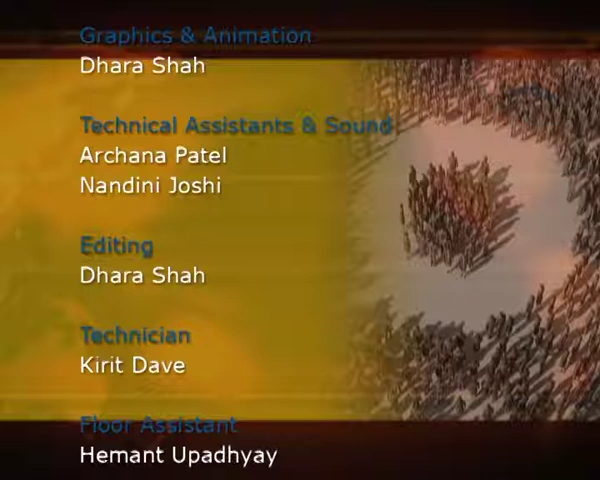 Graphics & Animation
Dhara Shah
Technical Assistants & Sound
Archana Patel
Nandini Joshi
Editing
Dhara Shah
Technician
Kirit Dave
Floor Assistant
Hemant Upadhyay